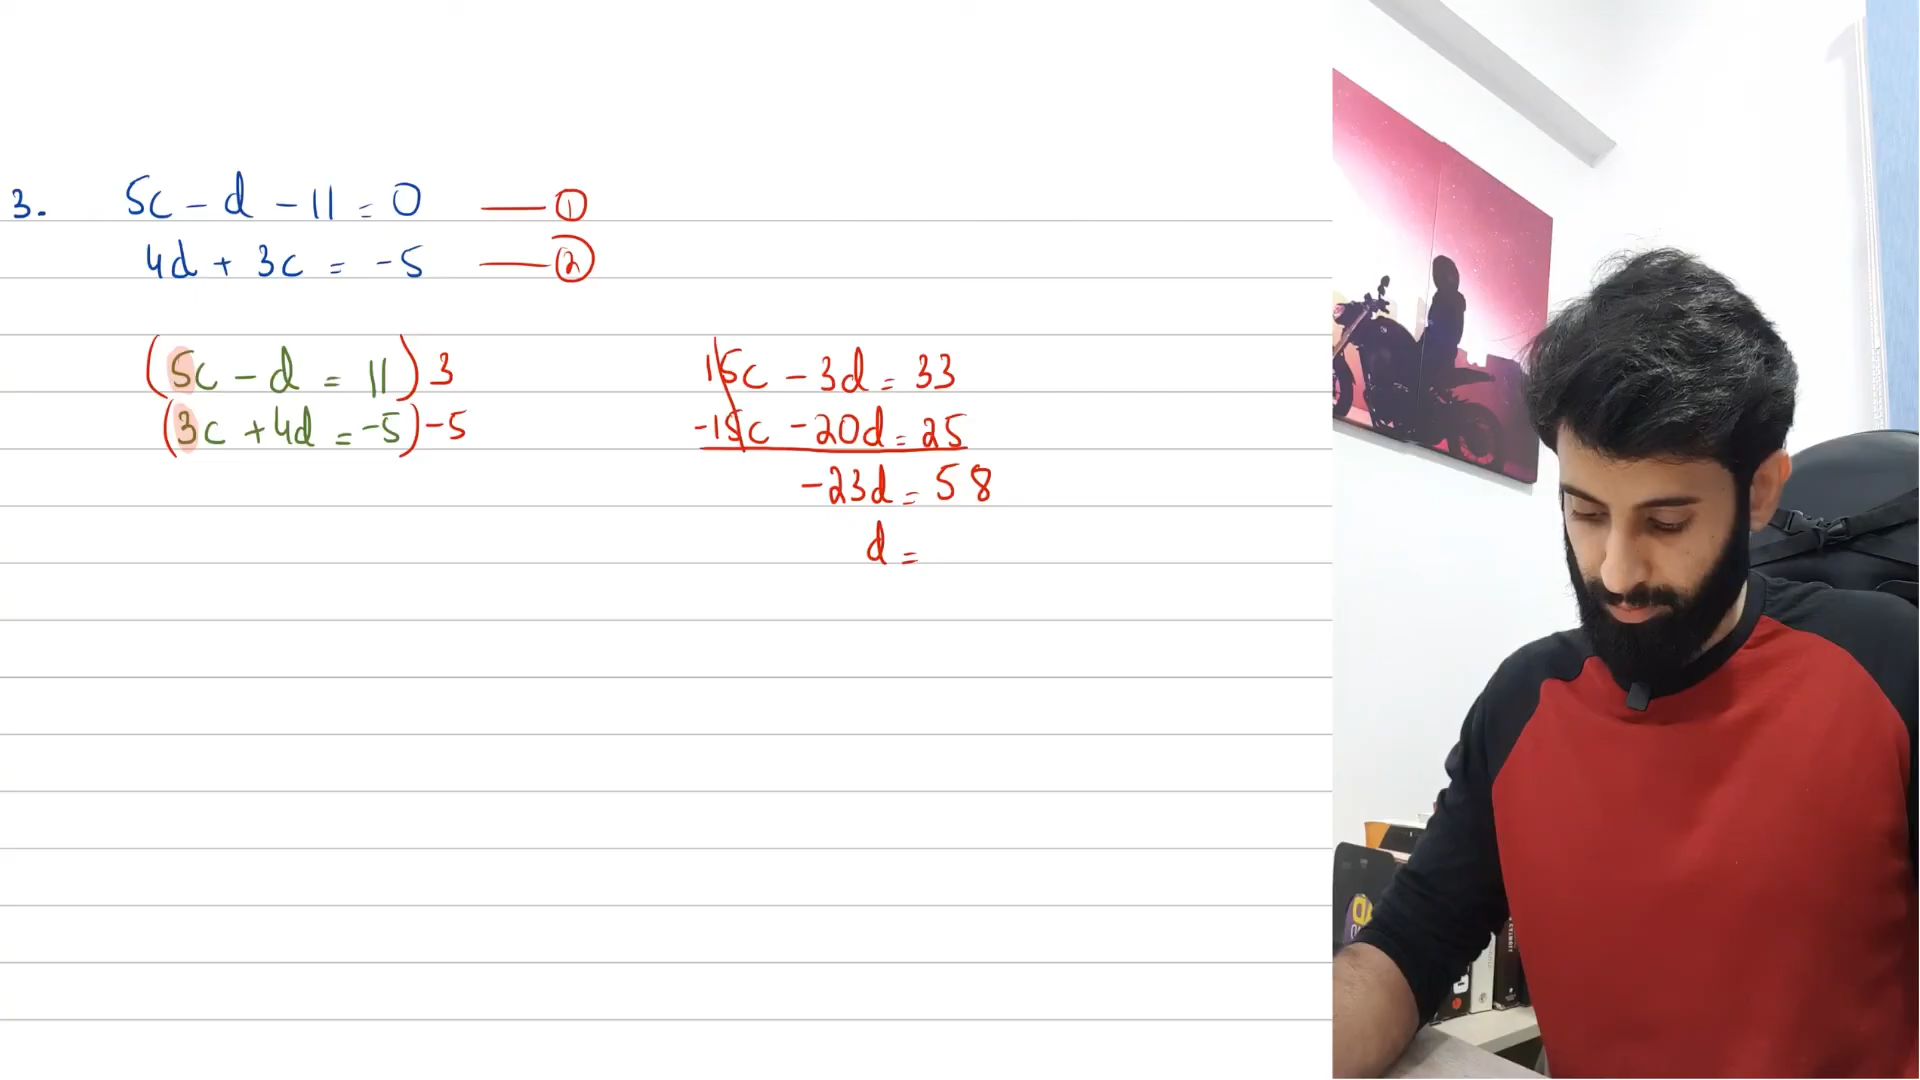 3. 5c - d - 11 = 0 —— ①
4d + 3c = -5 —— ②
(5c - d = 11) 3
(3c + 4d = -5) -5
15c - 3d = 33
-15c - 20d = 25
-23d = 58
d =